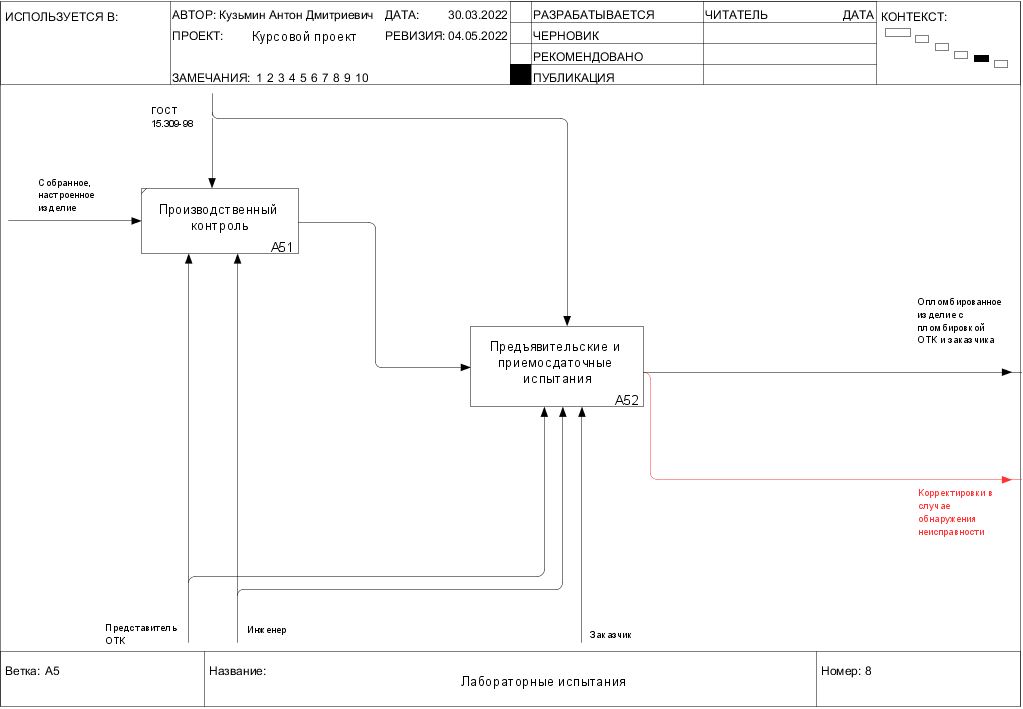 ИСПОЛЬЗУЕТСЯ В:
АВТОР: Кузьмин Антон Дмитриевич
ДАТА: 30.03.2022
ПРОЕКТ: Курсовой проект
РЕВИЗИЯ: 04.05.2022
ЗАМЕЧАНИЯ: 1 2 3 4 5 6 7 8 9 10
РАЗРАБАТЫВАЕТСЯ
ЧЕРНОВИК
РЕКОМЕНДОВАНО
ПУБЛИКАЦИЯ
ЧИТАТЕЛЬ
ДАТА
КОНТЕКСТ:
ГОСТ
15.309-98
Собранное,
настроенное
изделие
Производственный
контроль
A51
Предъявительские и
приемосдаточные
испытания
A52
Опломбированное
изделие с
пломбировкой
ОТК и заказчика
Корректировки в
случае
обнаружения
неисправности
Представитель
ОТК
Инженер
Заказчик
Ветка: A5
Название:
Лабораторные испытания
Номер: 8